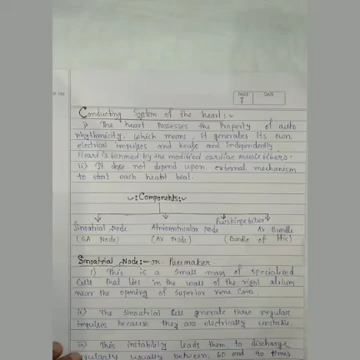 Conducting System of the heart:-
i) The heart Possesses the Property of auto
rhythmicity, which means, it generates its own
electrical impulses and beats and independently
Heart is formed by the modified cardiac muscle fibers.
ii) It does not depend upon external mechanism
to start each heart beat.
:Components:
Sinoatrial Node
(SA Node)
Atrioventricular node
(AV Node)
AV Bundle
(Bundle of His)
Sinoatrial Node:- or Pacemaker
i) This is a Small mass of specialized
cells that lies in the wall of the right atrium
near the opening of Superior Vena Cava
ii) The Sinoatrial Cell generate these regular
impulses because they are electrically unstable.
iii) This instability leads them to discharge
regularly usually between 60 and